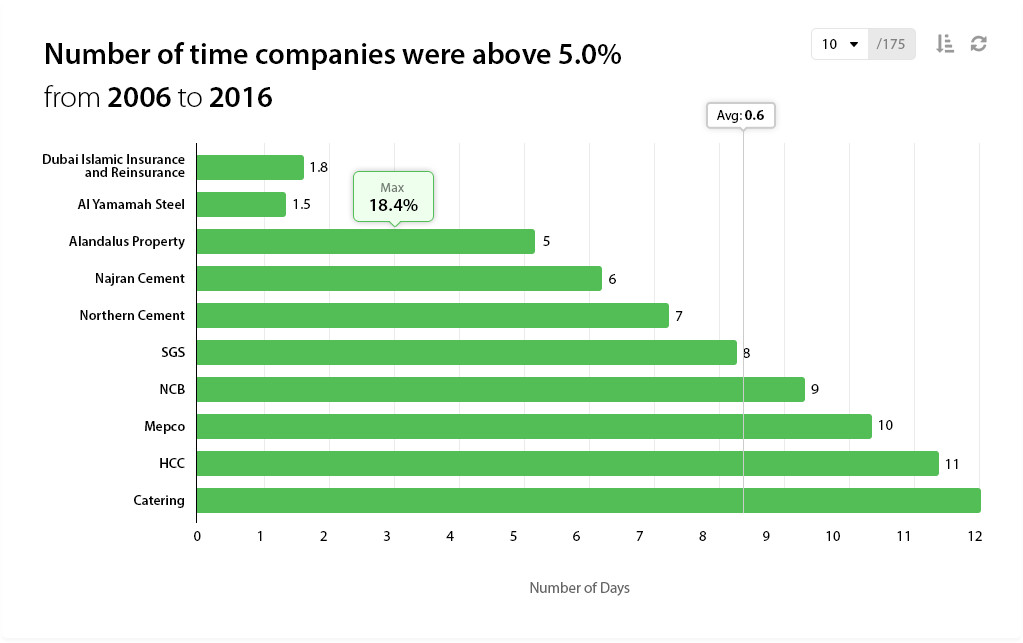 Number of time companies were above 5.0%
from 2006 to 2016
10 /175
Avg: 0.6
Dubai Islamic Insurance
and Reinsurance 1.8
Max
18.4%
Al Yamamah Steel 1.5
Alandalus Property 5
Najran Cement 6
Northern Cement 7
SGS 8
NCB 9
Mepco 10
HCC 11
Catering
0 1 2 3 4 5 6 7 8 9 10 11 12
Number of Days